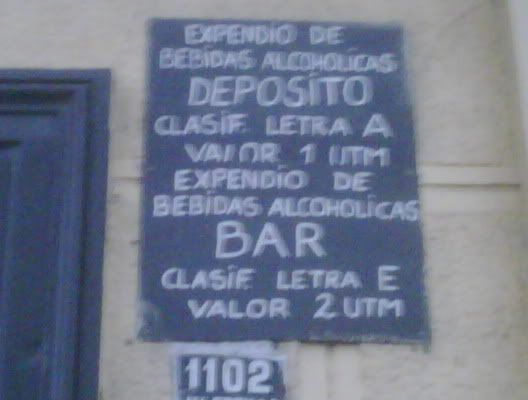 EXPENDIO DE
BEBIDAS ALCOHOLICAS
DEPOSITO
CLASIF. LETRA A
VALOR 1 UTM
EXPENDIO DE
BEBIDAS ALCOHOLICAS
BAR
CLASIF. LETRA E
VALOR 2 UTM
1102